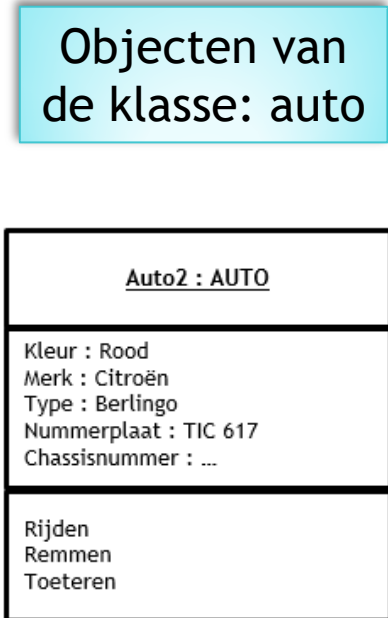 Objecten van
de klasse: auto
Auto2 : AUTO
Kleur : Rood
Merk : Citroën
Type : Berlingo
Nummerplaat : TIC 617
Chassisnummer : …
Rijden
Remmen
Toeteren